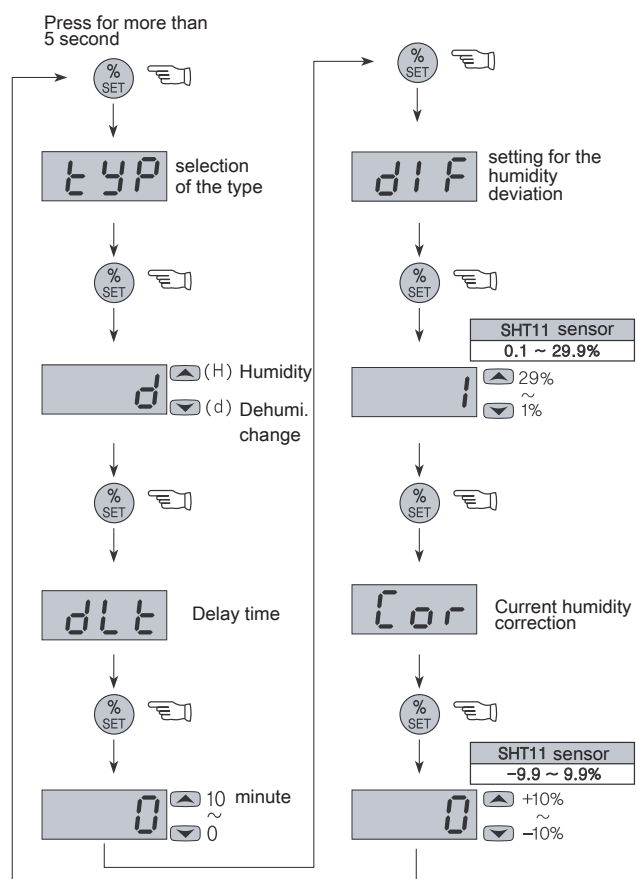 Press for more than
5 second
%
SET
tYP
selection
of the type
%
SET
d
(H) Humidity
(d) Dehumi.
change
%
SET
dLt
Delay time
%
SET
0
10 minute
~
0
%
SET
dIF
setting for the
humidity
deviation
%
SET
SHT11 sensor
0.1 ~ 29.9%
1
29%
~
1%
%
SET
Cor
Current humidity
correction
%
SET
SHT11 sensor
−9.9 ~ 9.9%
0
+10%
~
−10%